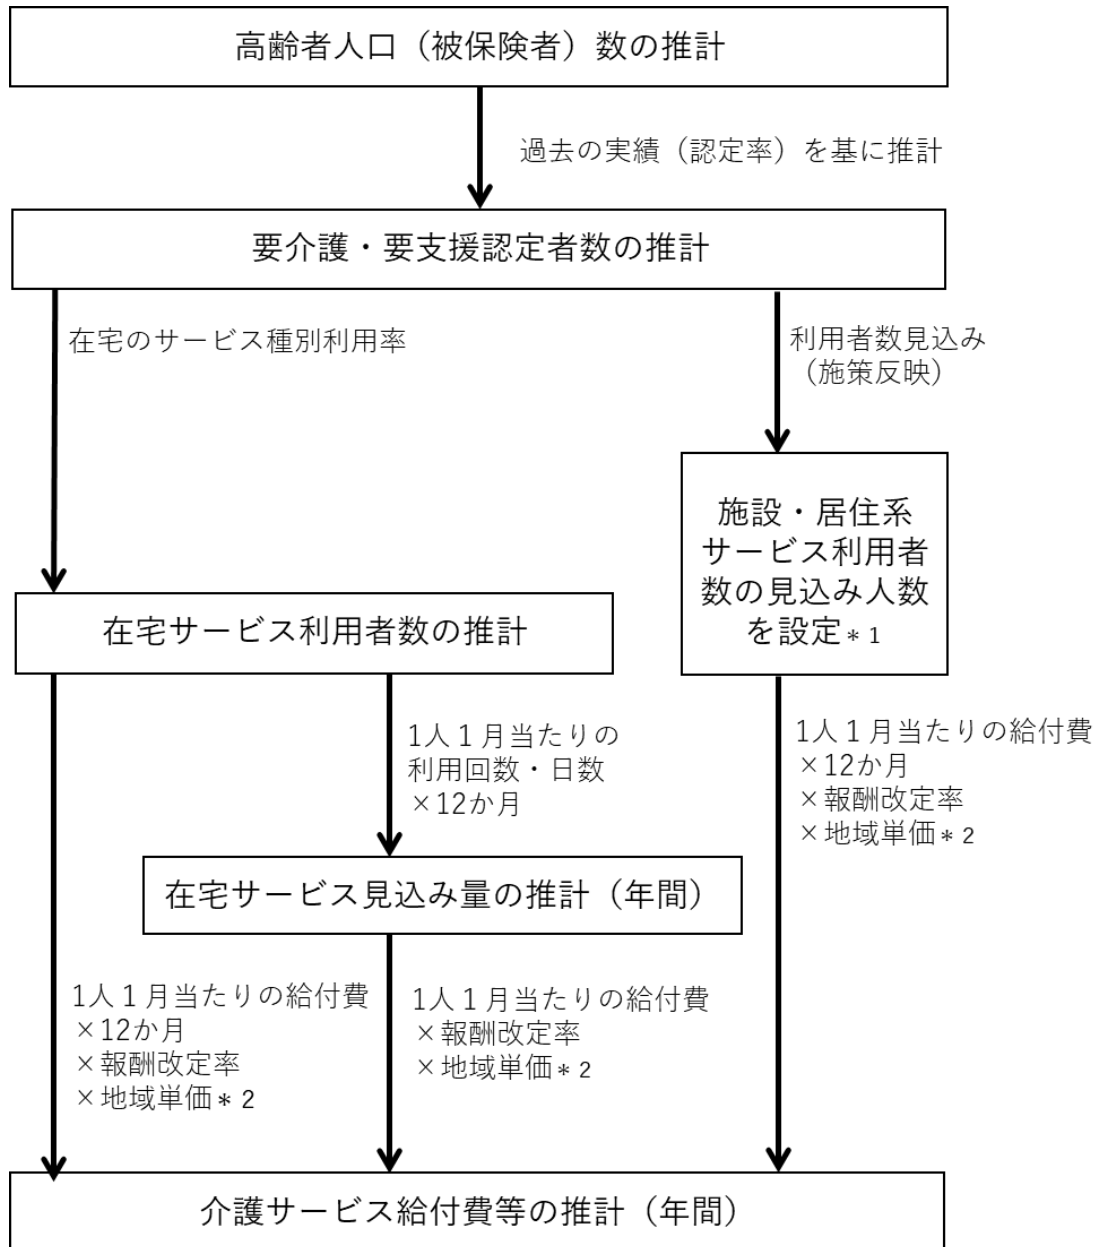 高齢者人口（被保険者）数の推計
過去の実績（認定率）を基に推計
要介護・要支援認定者数の推計
在宅のサービス種別利用率
利用者数見込み
（施策反映）
施設・居住系
サービス利用者
数の見込み人数
を設定＊1
在宅サービス利用者数の推計
1人１月当たりの
利用回数・日数
×12か月
1人１月当たりの給付費
×12か月
×報酬改定率
×地域単価＊2
在宅サービス見込み量の推計（年間）
1人１月当たりの給付費
×12か月
×報酬改定率
×地域単価＊2
1人１月当たりの給付費
×報酬改定率
×地域単価＊2
介護サービス給付費等の推計（年間）